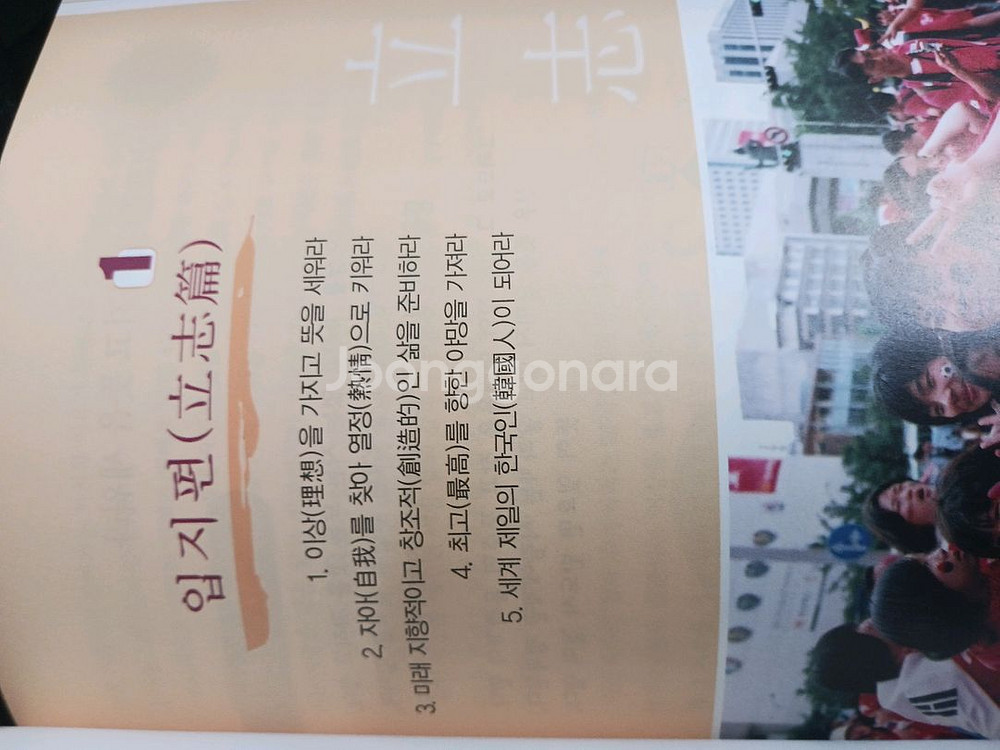 立志
1
입지편(立志篇)
1. 이상(理想)을 가지고 뜻을 세워라
2. 자아(自我)를 찾아 열정(熱情)으로 키워라
3. 미래 지향적이고 창조적(創造的)인 삶을 준비하라
4. 최고(最高)를 향한 야망을 가져라
5. 세계 제일의 한국인(韓國人)이 되어라
Joonggonara